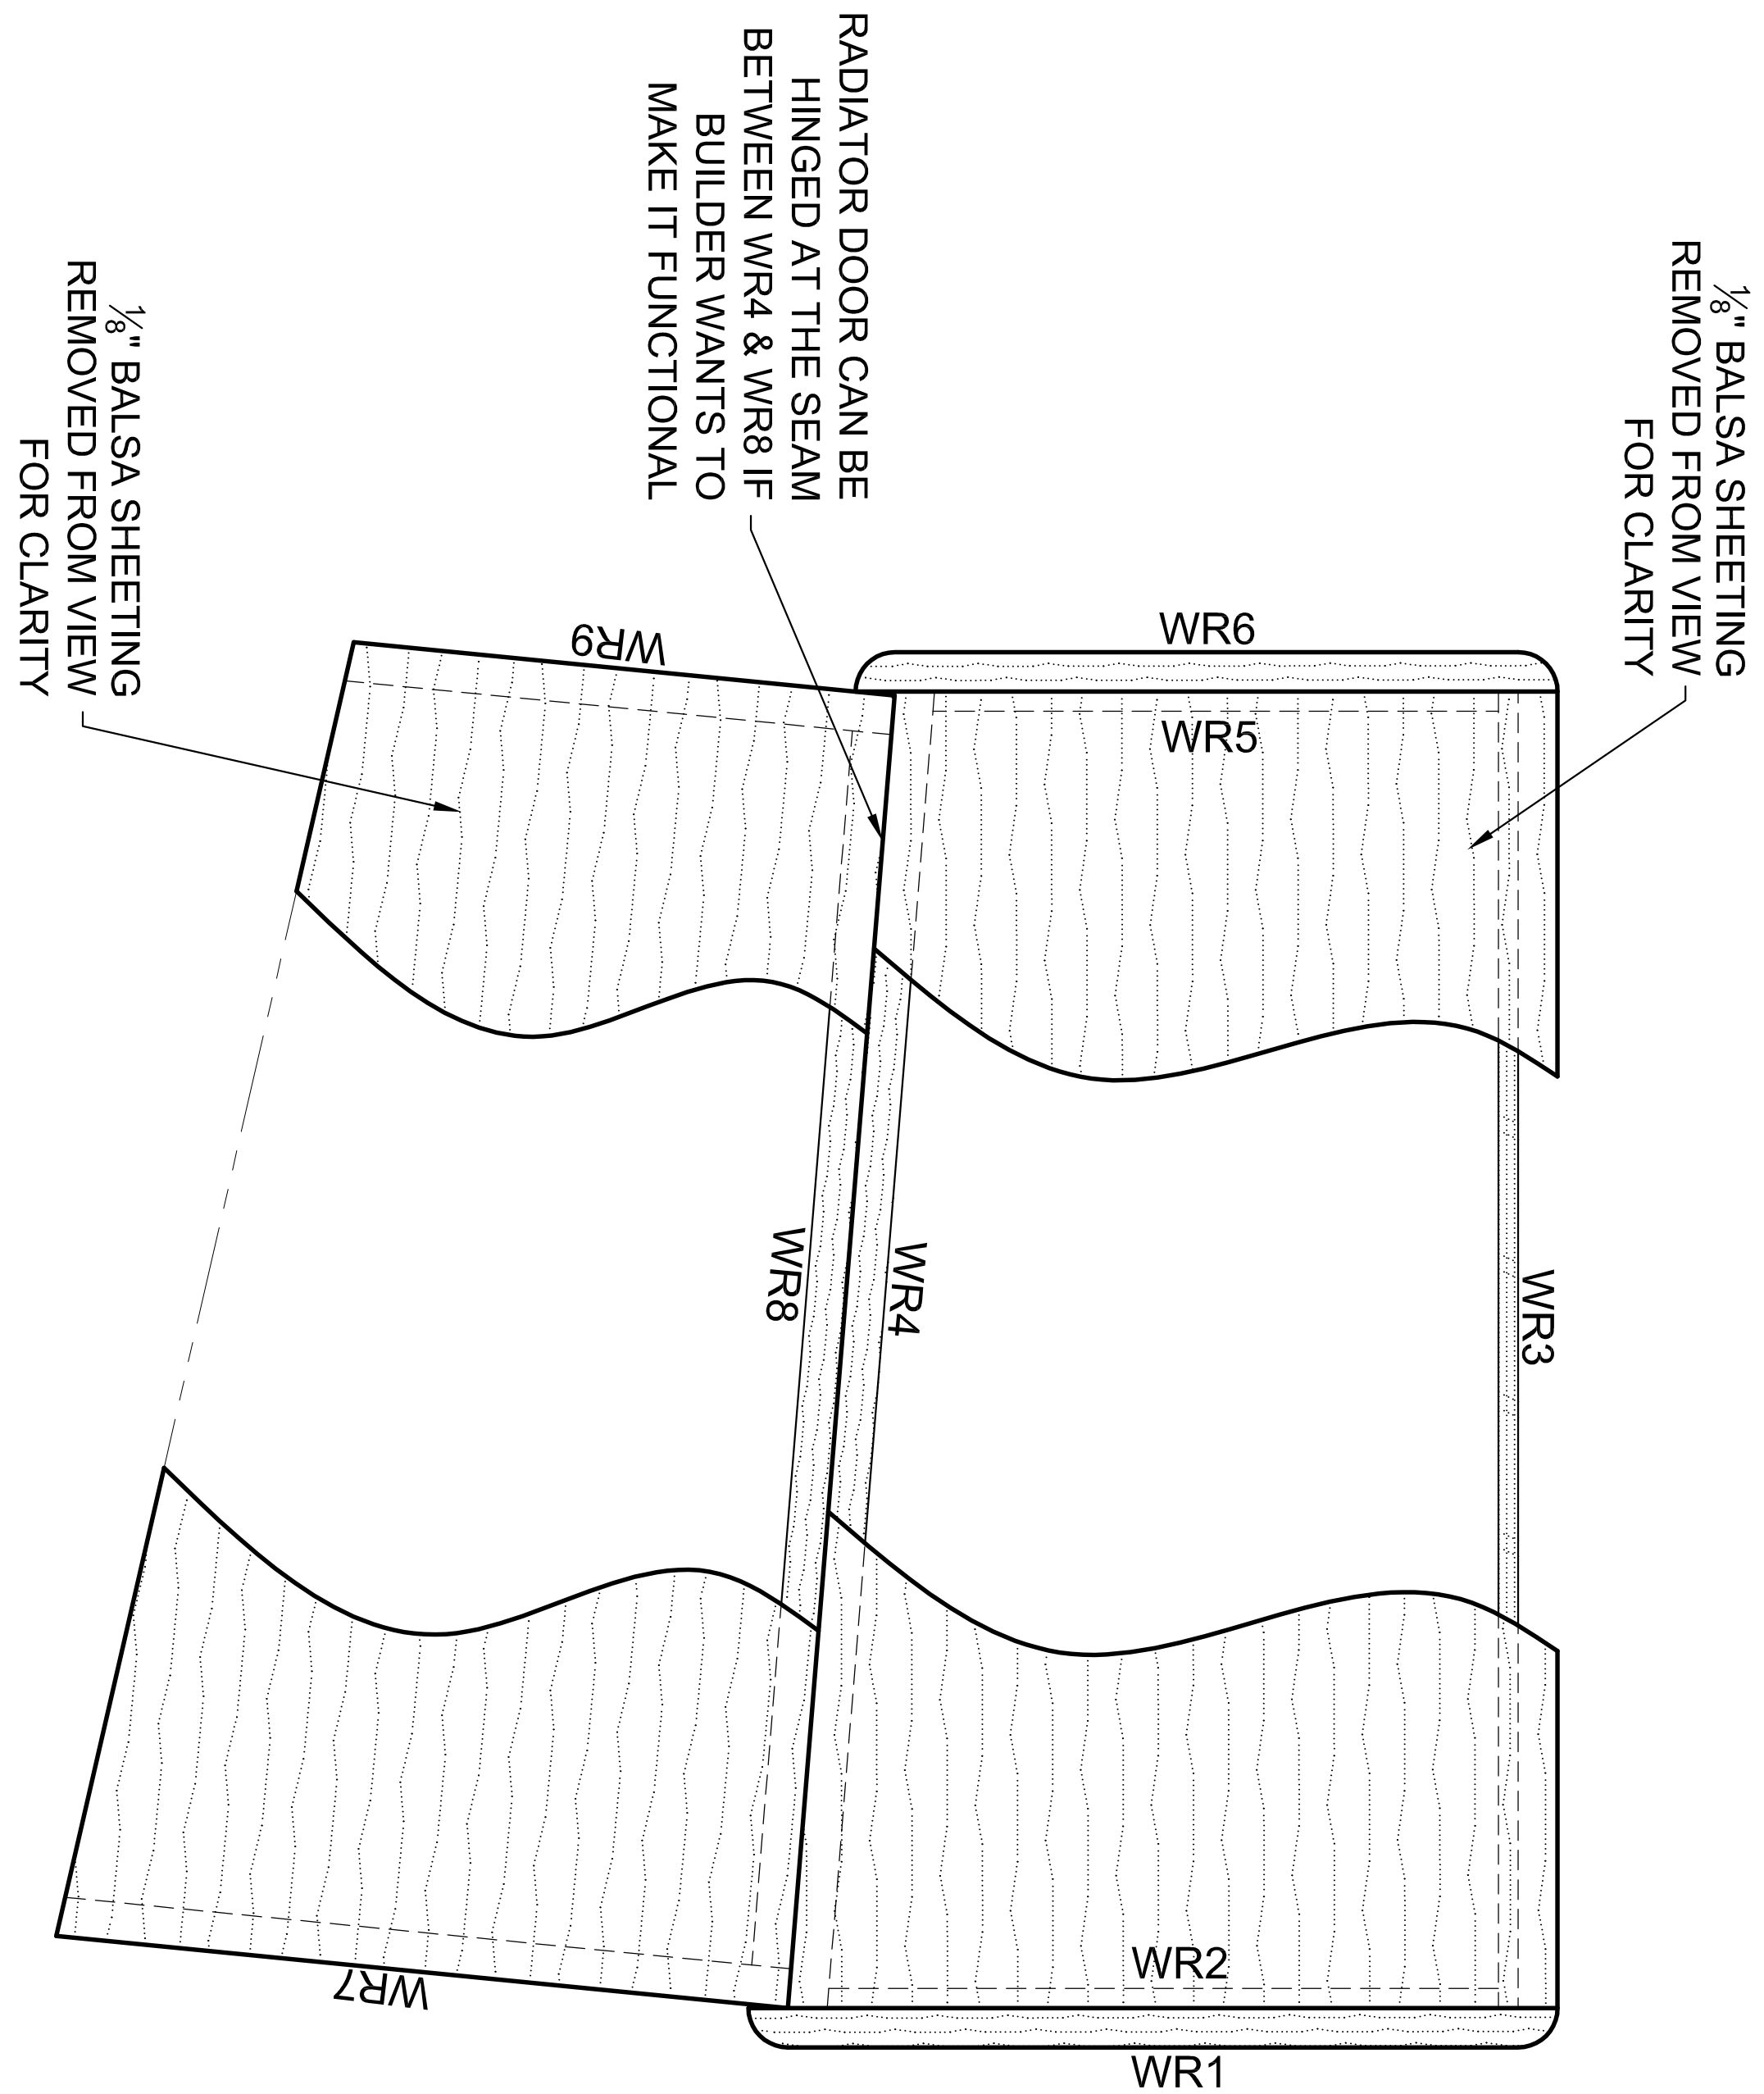 RADIATOR DOOR CAN BE
HINGED AT THE SEAM
BETWEEN WR4 & WR8 IF
BUILDER WANTS TO
MAKE IT FUNCTIONAL
⅛" BALSA SHEETING
REMOVED FROM VIEW
FOR CLARITY
⅛" BALSA SHEETING
REMOVED FROM VIEW
FOR CLARITY
WR6
WR9
WR5
WR3
WR4
WR8
WR2
WR7
WR1